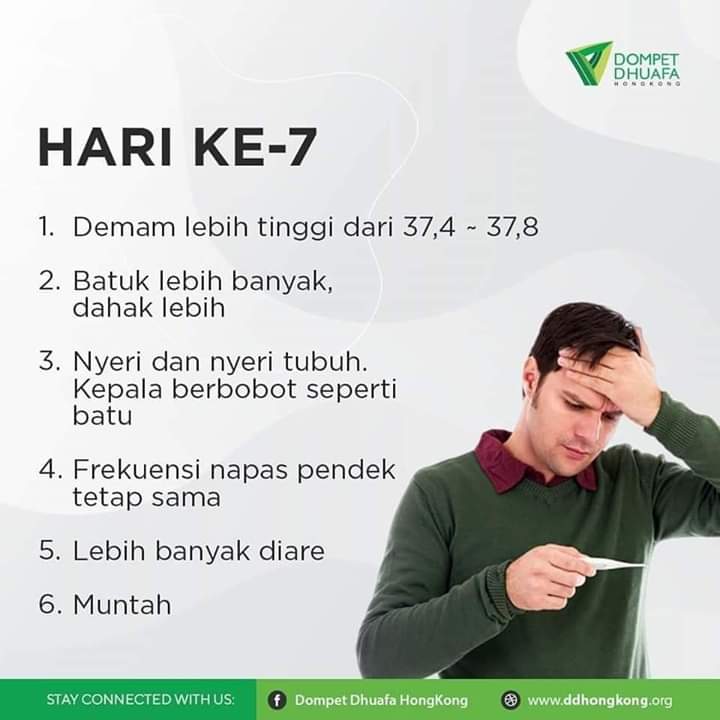 DOMPET
DHUAFA
HONGKONG
HARI KE-7
1. Demam lebih tinggi dari 37,4 ~ 37,8
2. Batuk lebih banyak,
dahak lebih
3. Nyeri dan nyeri tubuh.
Kepala berbobot seperti
batu
4. Frekuensi napas pendek
tetap sama
5. Lebih banyak diare
6. Muntah
STAY CONNECTED WITH US: Dompet Dhuafa HongKong www.ddhongkong.org